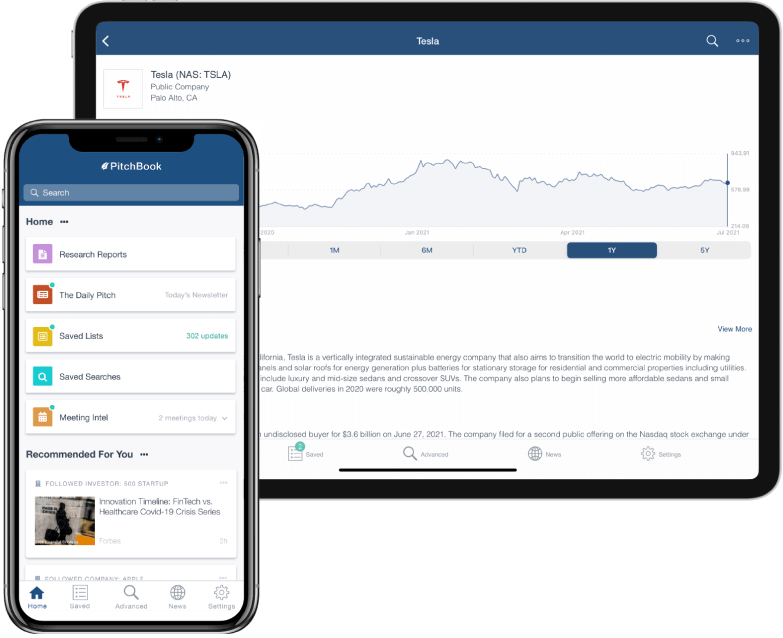 Tesla
Tesla (NAS: TSLA)
Public Company
Palo Alto, CA
TESLA
943.91
578.99
214.08
2020
Jan 2021
Apr 2021
Jul 2021
1M
6M
YTD
1Y
5Y
View More
lifornia, Tesla is a vertically integrated sustainable energy company that also aims to transition the world to electric mobility by making
anels and solar roofs for energy generation plus batteries for stationary storage for residential and commercial properties including utilities.
include luxury and mid-size sedans and crossover SUVs. The company also plans to begin selling more affordable sedans and small
car. Global deliveries in 2020 were roughly 500.000 units.
n undisclosed buyer for $3.6 billion on June 27, 2021. The company filed for a second public offering on the Nasdaq stock exchange under
2
Saved
Advanced
News
Settings
PitchBook
Search
Home •••
Research Reports
The Daily Pitch
Today's Newsletter
Saved Lists
302 updates
Saved Searches
Meeting Intel
2 meetings today
Recommended For You •••
FOLLOWED INVESTOR: 500 STARTUP
Innovation Timeline: FinTech vs.
Healthcare Covid-19 Crisis Series
Forbes
2h
FOLLOWED COMPANY: APPLE
Home
Saved
Advanced
News
Settings